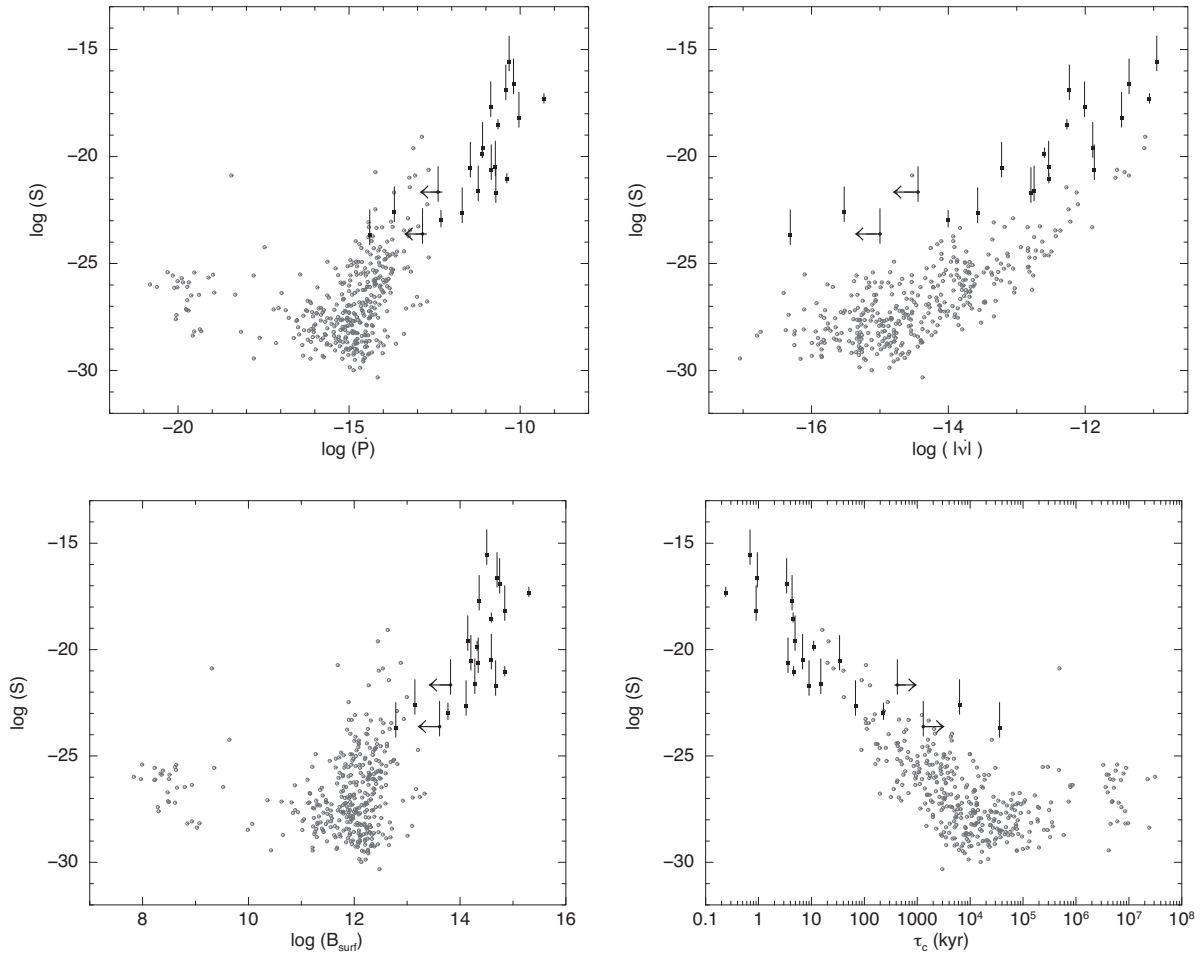 −15
−20
−25
−30
log (S)
−20 −15 −10
log (Ṗ)
−15
−20
−25
−30
log (S)
−16 −14 −12
log ( |ν̇| )
−15
−20
−25
−30
log (S)
8 10 12 14 16
log (B_surf)
−15
−20
−25
−30
log (S)
0.1 1 10 100 1000 10⁴ 10⁵ 10⁶ 10⁷ 10⁸
τ_c (kyr)